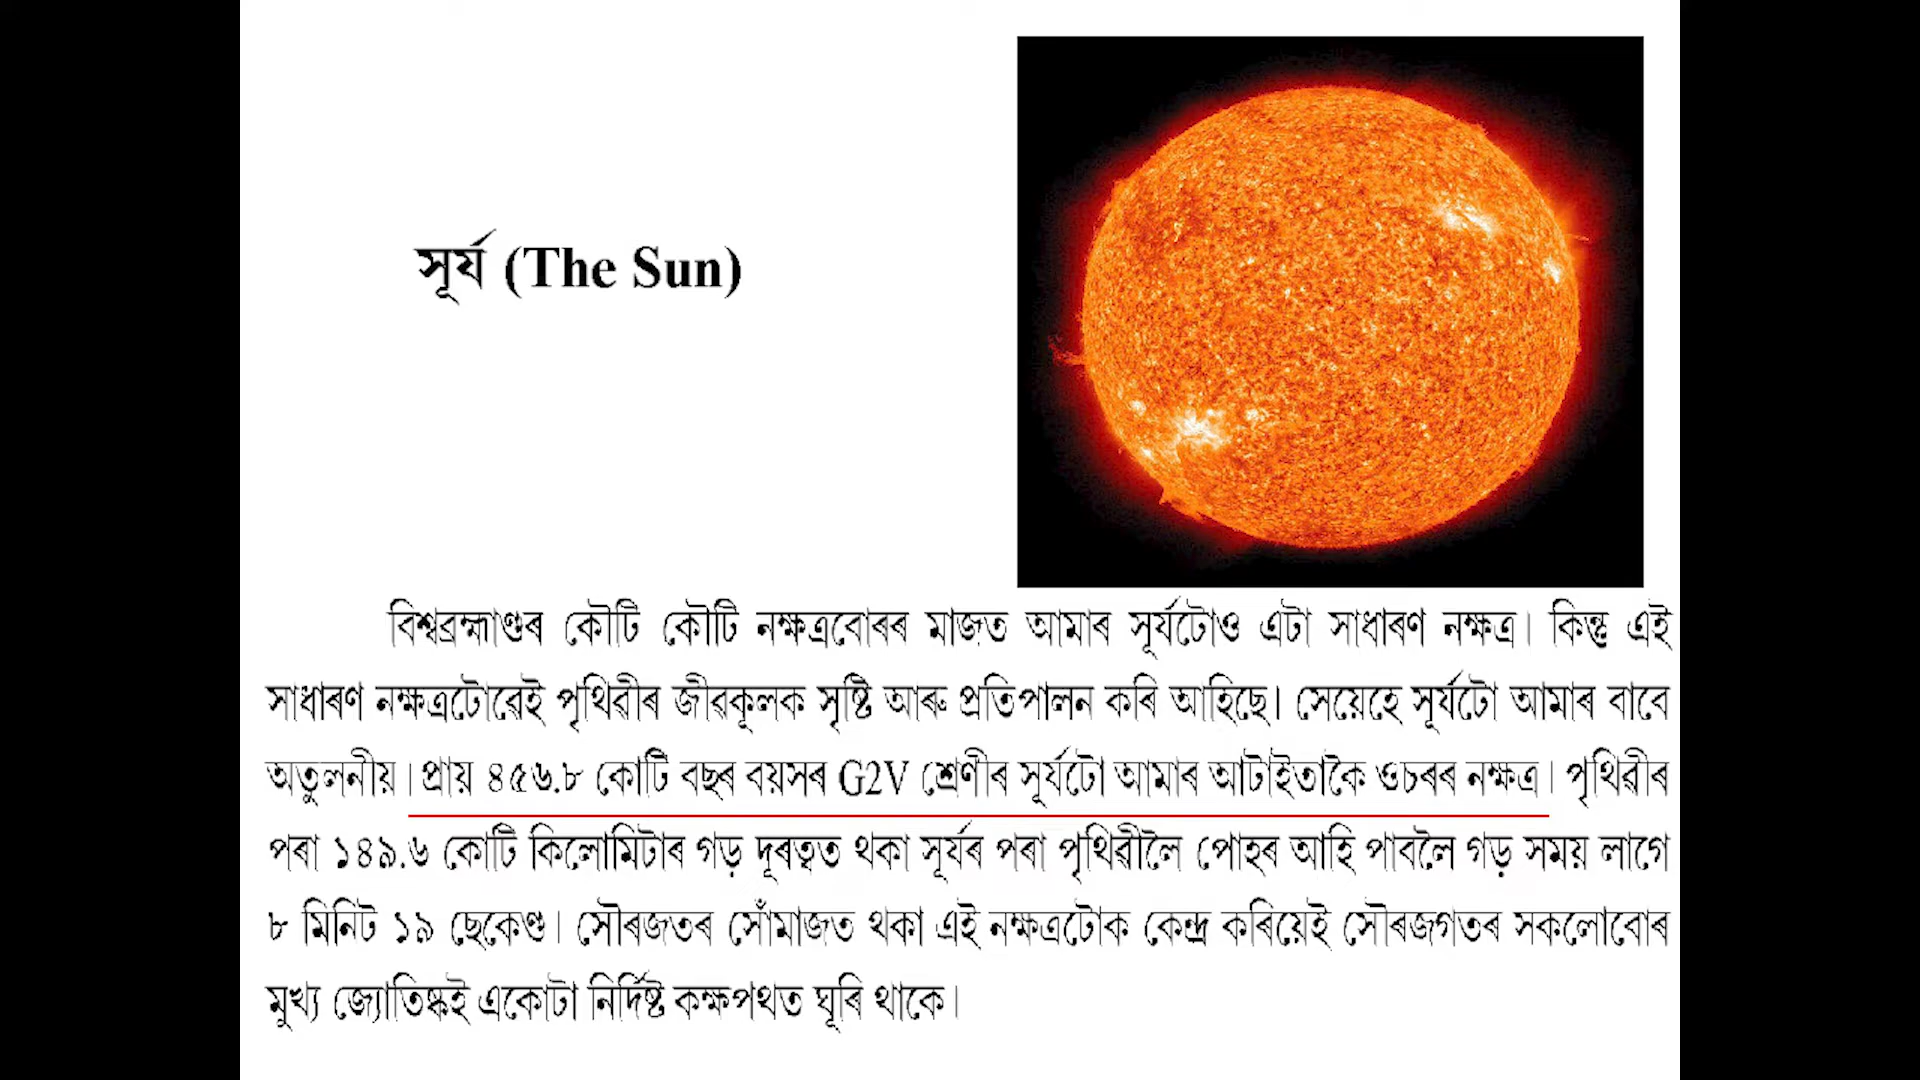 সূৰ্য (The Sun)
বিশ্বব্ৰহ্মাণ্ডৰ কৌটি কৌটি নক্ষত্ৰবোৰৰ মাজত আমাৰ সূৰ্যটোও এটা সাধাৰণ নক্ষত্ৰ। কিন্তু এই
সাধাৰণ নক্ষত্ৰটোৱেই পৃথিৱীৰ জীৱকূলক সৃষ্টি আৰু প্ৰতিপালন কৰি আহিছে। সেয়েহে সূৰ্যটো আমাৰ বাবে
অতুলনীয়। প্ৰায় ৪৫৬.৮ কোটি বছৰ বয়সৰ G2V শ্ৰেণীৰ সূৰ্যটো আমাৰ আটাইতাকৈ ওচৰৰ নক্ষত্ৰ। পৃথিৱীৰ
পৰা ১৪৯.৬ কোটি কিলোমিটাৰ গড় দূৰত্বত থকা সূৰ্যৰ পৰা পৃথিৱীলৈ পোহৰ আহি পাবলৈ গড় সময় লাগে
৮ মিনিট ১৯ ছেকেণ্ড। সৌৰজতৰ সোঁমাজত থকা এই নক্ষত্ৰটোক কেন্দ্ৰ কৰিয়েই সৌৰজগতৰ সকলোবোৰ
মুখ্য জ্যোতিষ্কই একোটা নিৰ্দিষ্ট কক্ষপথত ঘূৰি থাকে।